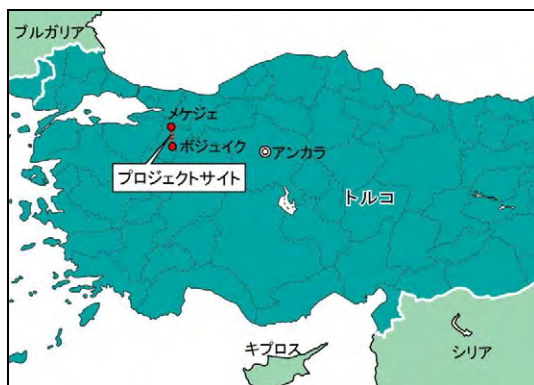 ブルガリア
メケジェ
ボジュイク
アンカラ
プロジェクトサイト
トルコ
キプロス
シリア